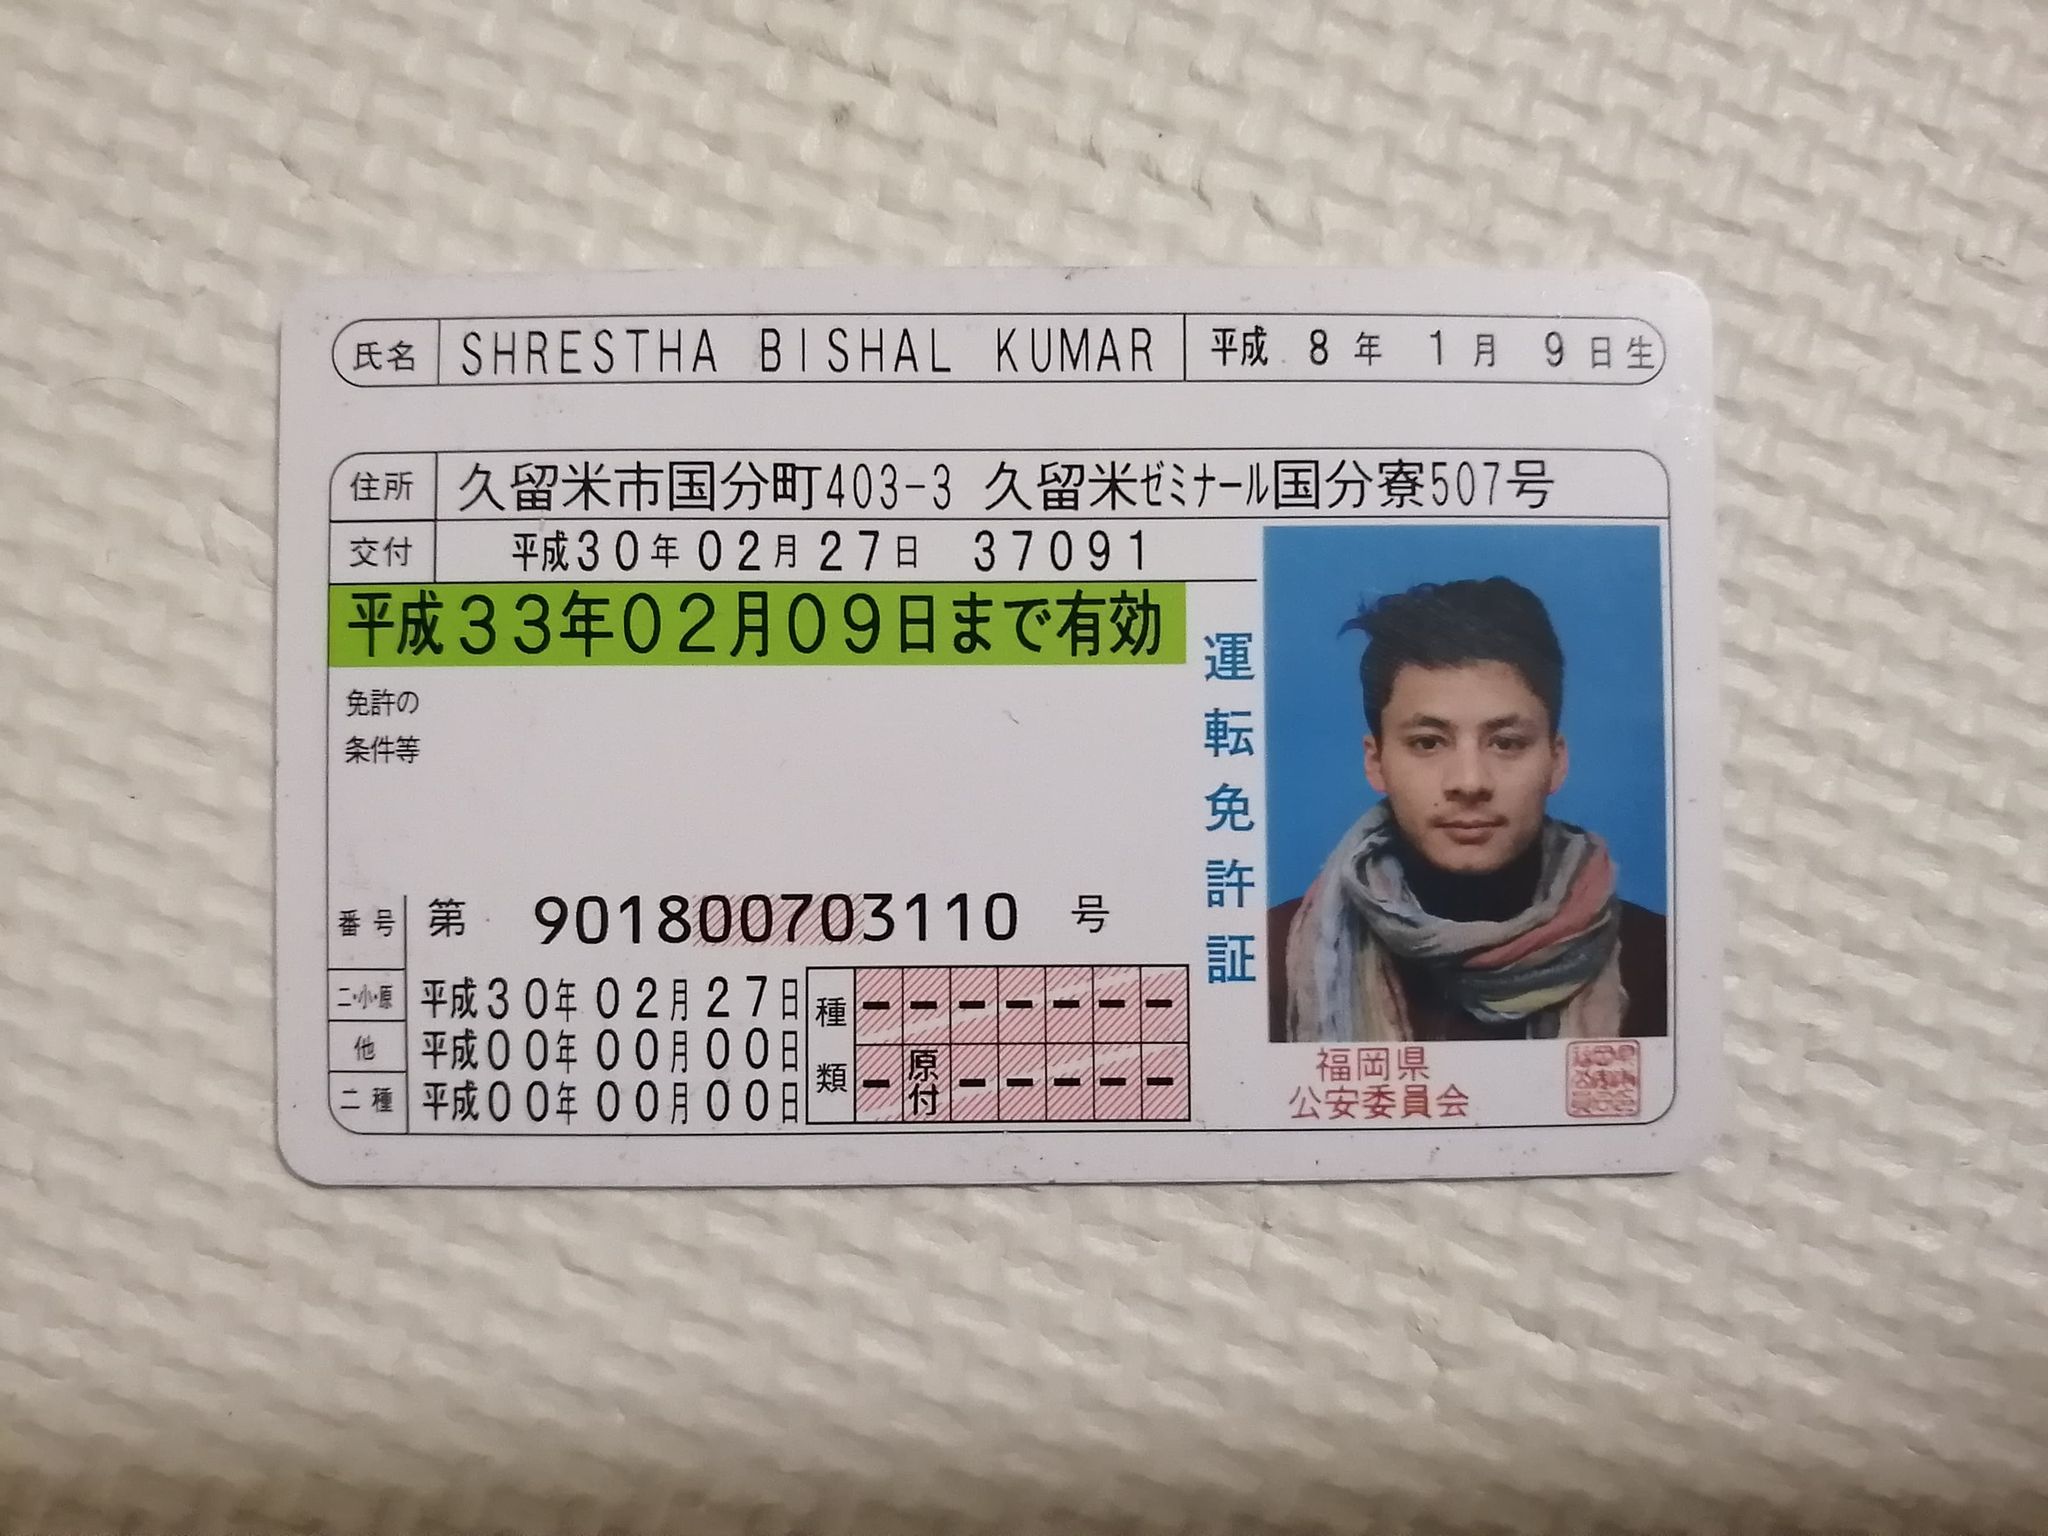 氏名 SHRESTHA BISHAL KUMAR 平成 8年 1月 9日生
住所 久留米市国分町403-3 久留米ｾﾞﾐﾅｰﾙ国分寮507号
交付 平成30年02月27日 37091
平成33年02月09日まで有効
免許の
条件等
運転免許証
番号 第 901800703110 号
二・小・原 平成30年02月27日
他 平成00年00月00日
二種 平成00年00月00日
種類 - - - - - - -
- 原付 - - - - -
福岡県
公安委員会